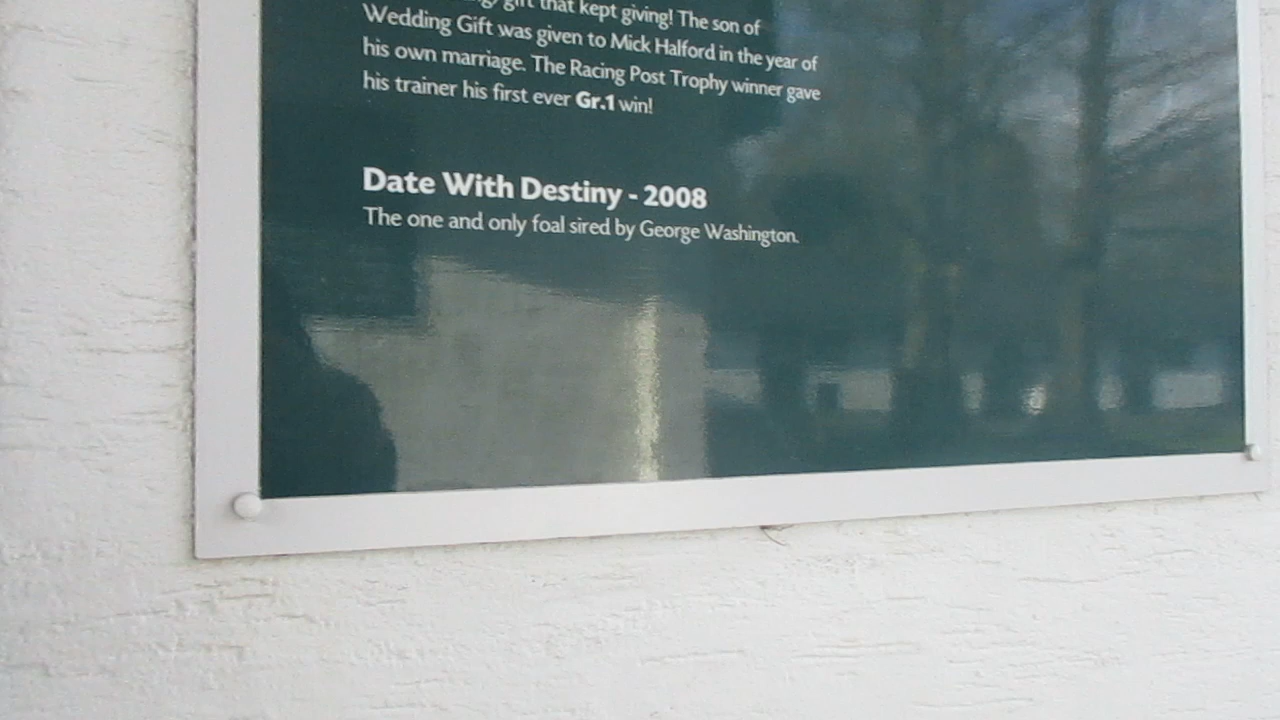 gift that kept giving! The son of
Wedding Gift was given to Mick Halford in the year of
his own marriage. The Racing Post Trophy winner gave
his trainer his first ever Gr.1 win!
Date With Destiny - 2008
The one and only foal sired by George Washington.